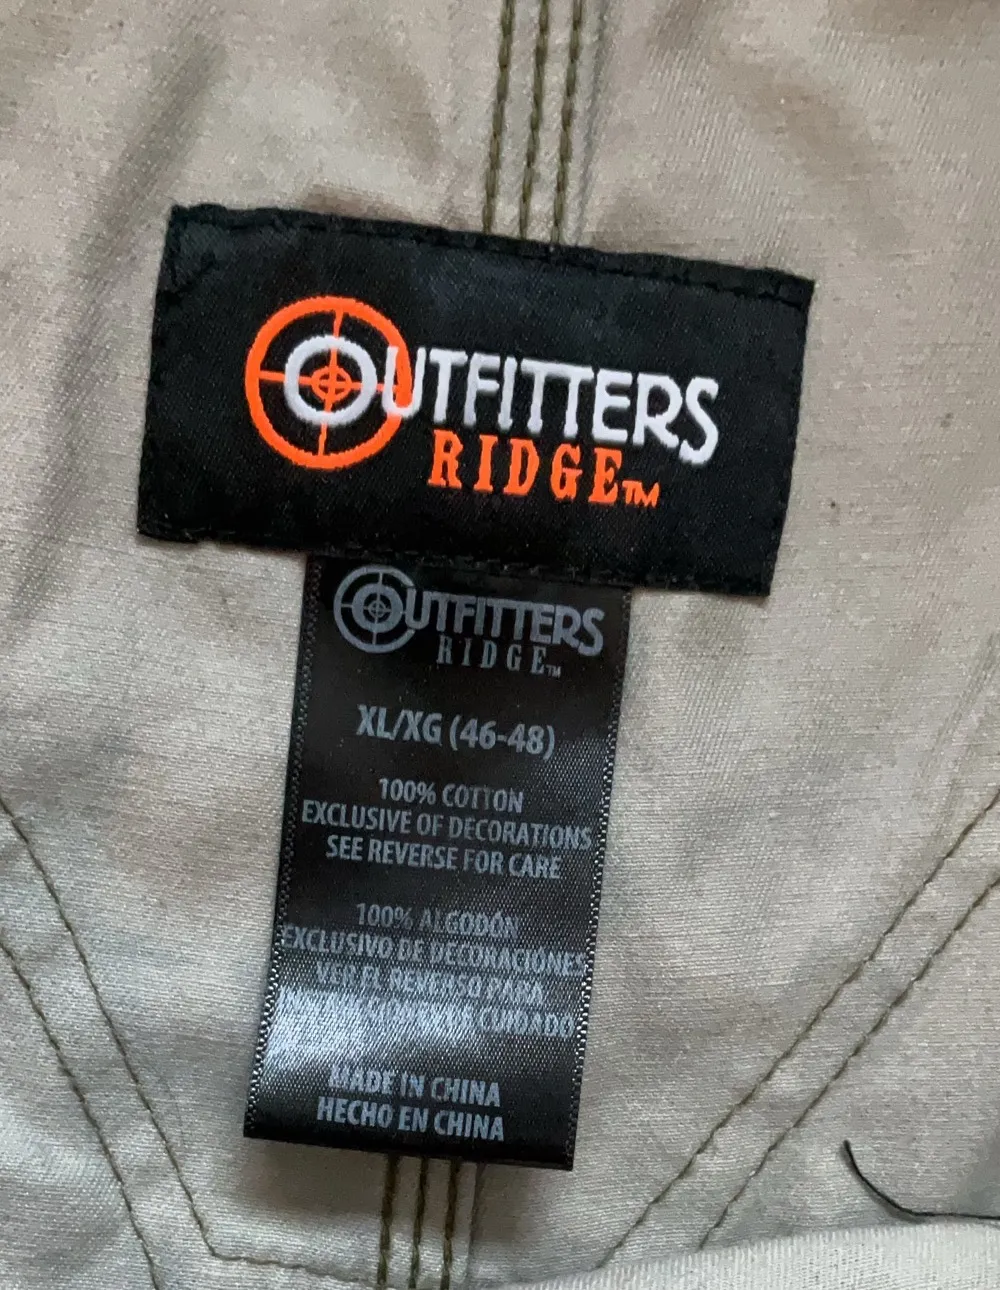 OUTFITTERS
RIDGE™
OUTFITTERS
RIDGE™
XL/XG (46-48)
100% COTTON
EXCLUSIVE OF DECORATIONS
SEE REVERSE FOR CARE
100% ALGODÓN
EXCLUSIVO DE DECORACIONES
VER EL REVERSO PARA
CUIDADO
MADE IN CHINA
HECHO EN CHINA